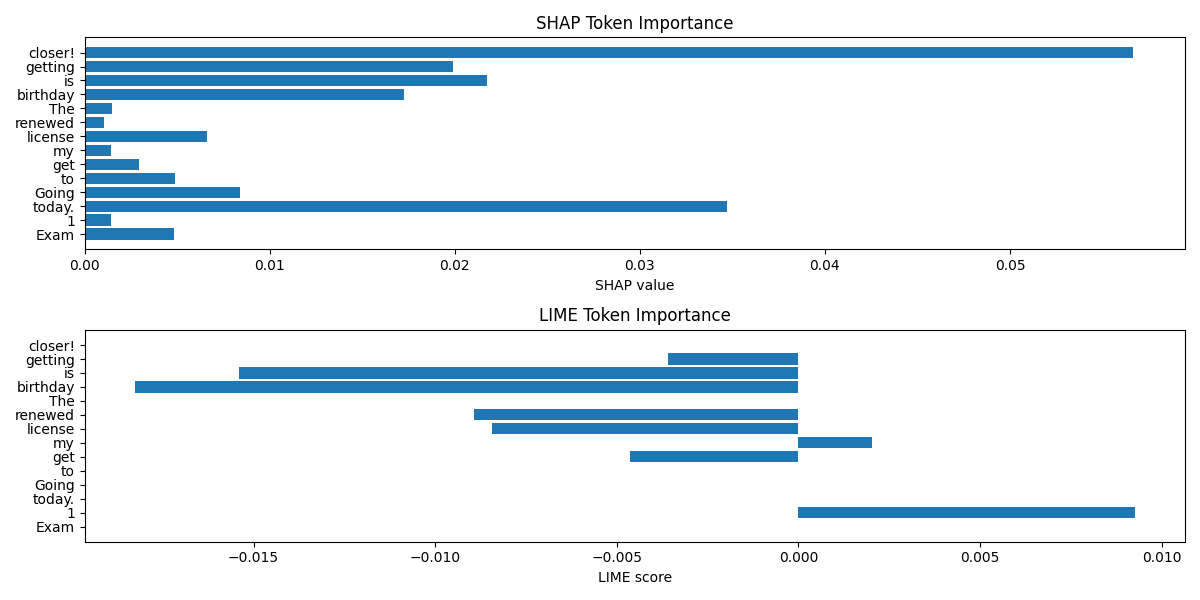 SHAP Token Importance
closer!
getting
is
birthday
The
renewed
license
my
get
to
Going
today.
1
Exam
0.00 0.01 0.02 0.03 0.04 0.05
SHAP value
LIME Token Importance
closer!
getting
is
birthday
The
renewed
license
my
get
to
Going
today.
1
Exam
−0.015 −0.010 −0.005 0.000 0.005 0.010
LIME score